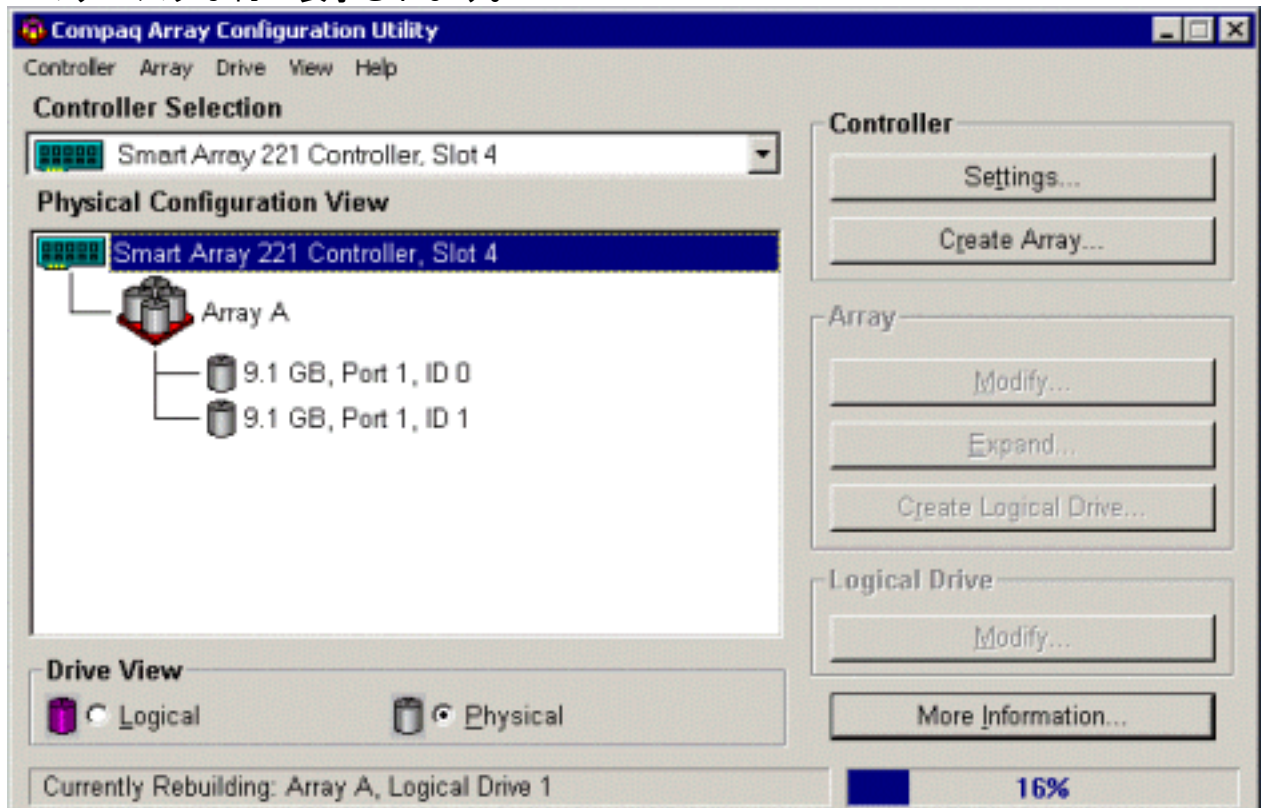 Compaq Array Configuration Utility
Controller Array Drive View Help
Controller Selection
Smart Array 221 Controller, Slot 4
Physical Configuration View
Smart Array 221 Controller, Slot 4
Array A
9.1 GB, Port 1, ID 0
9.1 GB, Port 1, ID 1
Drive View
Logical
Physical
Controller
Settings...
Create Array...
Array
Modify...
Expand...
Create Logical Drive...
Logical Drive
Modify...
More Information...
Currently Rebuilding: Array A, Logical Drive 1
16%